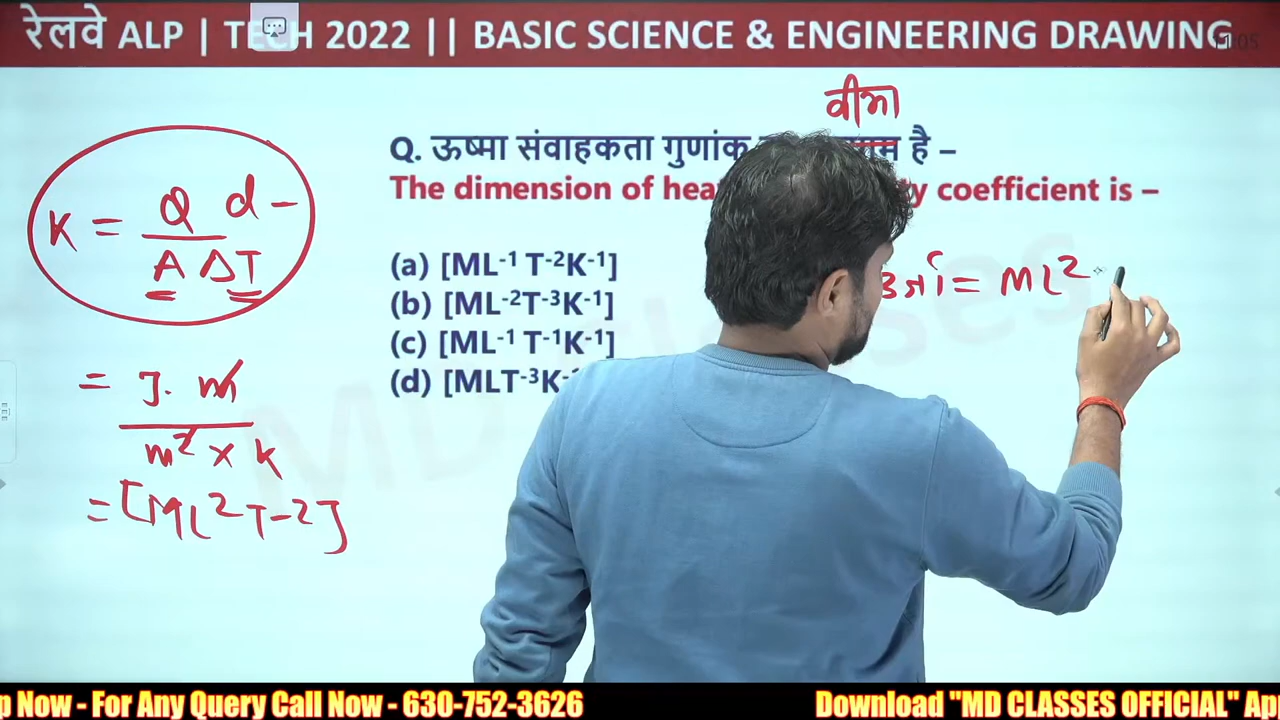 रेलवे ALP | TECH 2022 || BASIC SCIENCE & ENGINEERING DRAWING
11:05
वीमा
Q. ऊष्मा संवाहकता गुणांक है –
The dimension of hea y coefficient is –
(a) [ML-1 T-2K-1]
(b) [ML-2T-3K-1]
(c) [ML-1 T-1K-1]
(d) [MLT-3K-
K = Q d
A ΔT
= J. m
m2 x K
= [ML2T-2]
= ML2
p Now - For Any Query Call Now - 630-752-3626
Download "MD CLASSES OFFICIAL" Ap